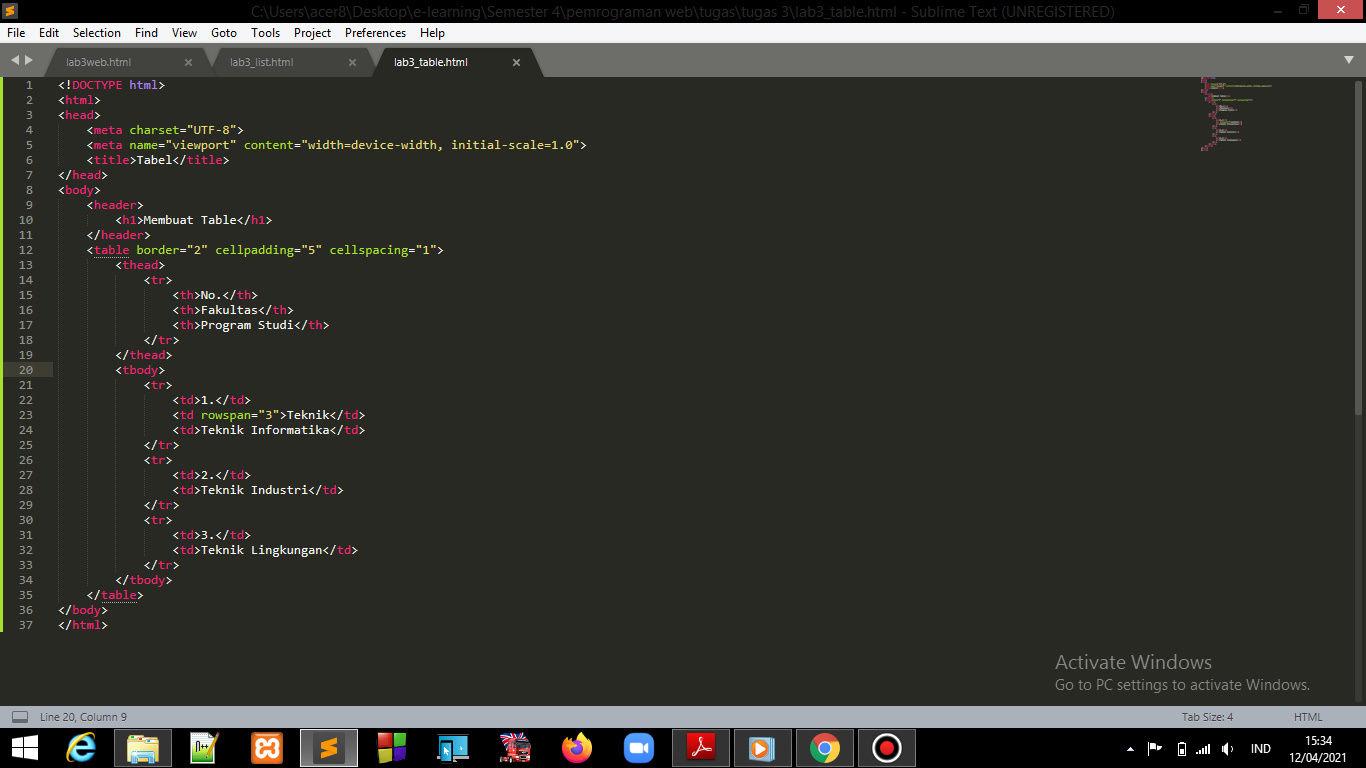 C:\Users\acer8\Desktop\e-learning\Semester 4\pemrograman web\tugas\tugas 3\lab3_table.html - Sublime Text (UNREGISTERED)
File Edit Selection Find View Goto Tools Project Preferences Help
lab3web.html lab3_list.html lab3_table.html
1 <!DOCTYPE html>
2 <html>
3 <head>
4     <meta charset="UTF-8">
5     <meta name="viewport" content="width=device-width, initial-scale=1.0">
6     <title>Tabel</title>
7 </head>
8 <body>
9     <header>
10         <h1>Membuat Table</h1>
11     </header>
12     <table border="2" cellpadding="5" cellspacing="1">
13         <thead>
14             <tr>
15                 <th>No.</th>
16                 <th>Fakultas</th>
17                 <th>Program Studi</th>
18             </tr>
19         </thead>
20         <tbody>
21             <tr>
22                 <td>1.</td>
23                 <td rowspan="3">Teknik</td>
24                 <td>Teknik Informatika</td>
25             </tr>
26             <tr>
27                 <td>2.</td>
28                 <td>Teknik Industri</td>
29             </tr>
30             <tr>
31                 <td>3.</td>
32                 <td>Teknik Lingkungan</td>
33             </tr>
34         </tbody>
35     </table>
36 </body>
37 </html>
Activate Windows
Go to PC settings to activate Windows.
Line 20, Column 9 Tab Size: 4 HTML
IND 15:34
12/04/2021